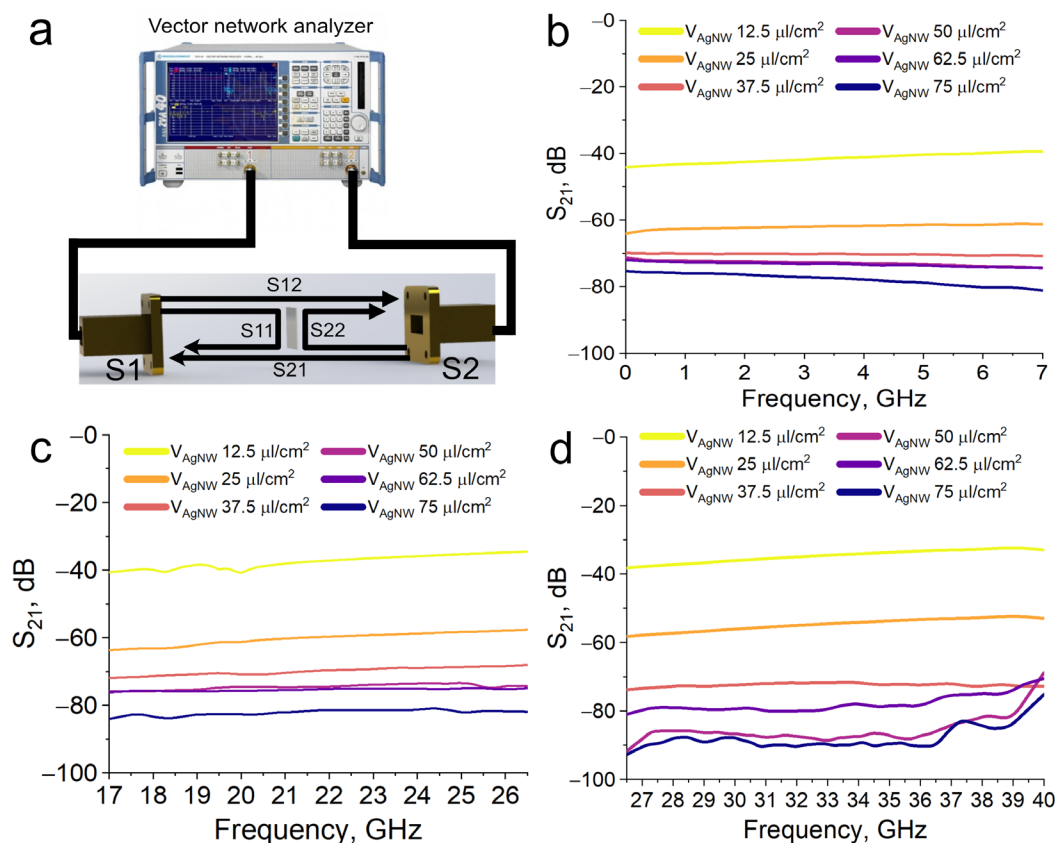 a
Vector network analyzer
ZVA 40
S12
S11
S22
S21
S1
S2
b
V_AgNW 12.5 μl/cm²
V_AgNW 25 μl/cm²
V_AgNW 37.5 μl/cm²
V_AgNW 50 μl/cm²
V_AgNW 62.5 μl/cm²
V_AgNW 75 μl/cm²
S₂₁, dB
–0
–20
–40
–60
–80
–100
0 1 2 3 4 5 6 7
Frequency, GHz
c
V_AgNW 12.5 μl/cm²
V_AgNW 25 μl/cm²
V_AgNW 37.5 μl/cm²
V_AgNW 50 μl/cm²
V_AgNW 62.5 μl/cm²
V_AgNW 75 μl/cm²
S₂₁, dB
–0
–20
–40
–60
–80
–100
17 18 19 20 21 22 23 24 25 26
Frequency, GHz
d
V_AgNW 12.5 μl/cm²
V_AgNW 25 μl/cm²
V_AgNW 37.5 μl/cm²
V_AgNW 50 μl/cm²
V_AgNW 62.5 μl/cm²
V_AgNW 75 μl/cm²
S₂₁, dB
–0
–20
–40
–60
–80
–100
27 28 29 30 31 32 33 34 35 36 37 38 39 40
Frequency, GHz